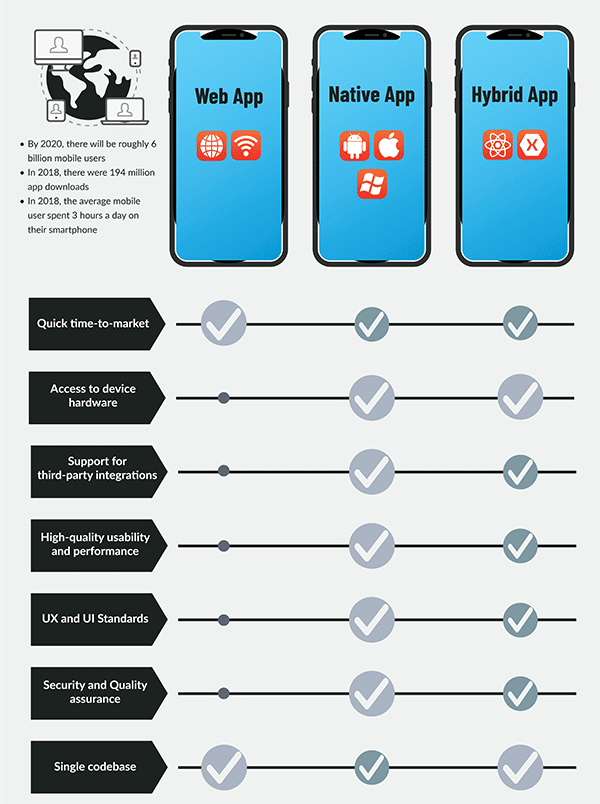 Web App
Native App
Hybrid App
• By 2020, there will be roughly 6
billion mobile users
• In 2018, there were 194 million
app downloads
• In 2018, the average mobile
user spent 3 hours a day on
their smartphone
Quick time-to-market
Access to device
hardware
Support for
third-party integrations
High-quality usability
and performance
UX and UI Standards
Security and Quality
assurance
Single codebase